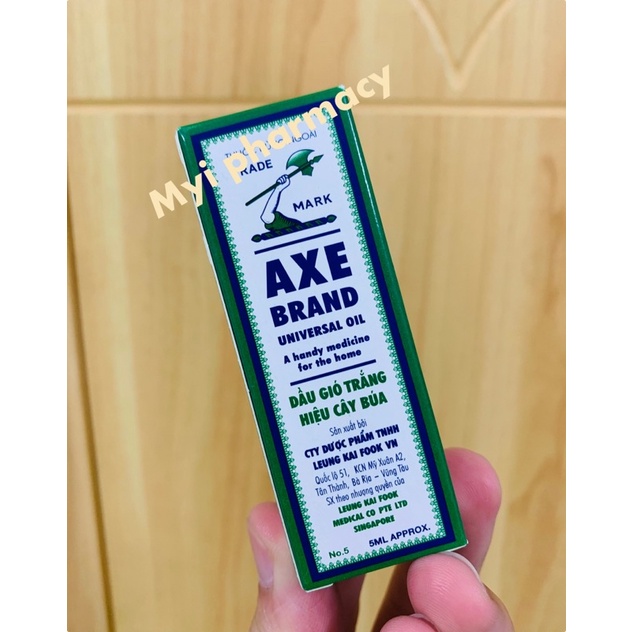 Myi pharmacy
TRADE
MARK
AXE
BRAND
UNIVERSAL OIL
A handy medicine
for the home
DẦU GIÓ TRẮNG
HIỆU CÂY BÚA
Sản xuất bởi
CTY DƯỢC PHẨM TNHH
LEUNG KAI FOOK VN
Quốc lộ 51, KCN Mỹ Xuân A2,
Tân Thành, Bà Rịa - Vũng Tàu
SX theo nhượng quyền của
LEUNG KAI FOOK
MEDICAL CO PTE LTD
SINGAPORE
No.5 5ML APPROX.